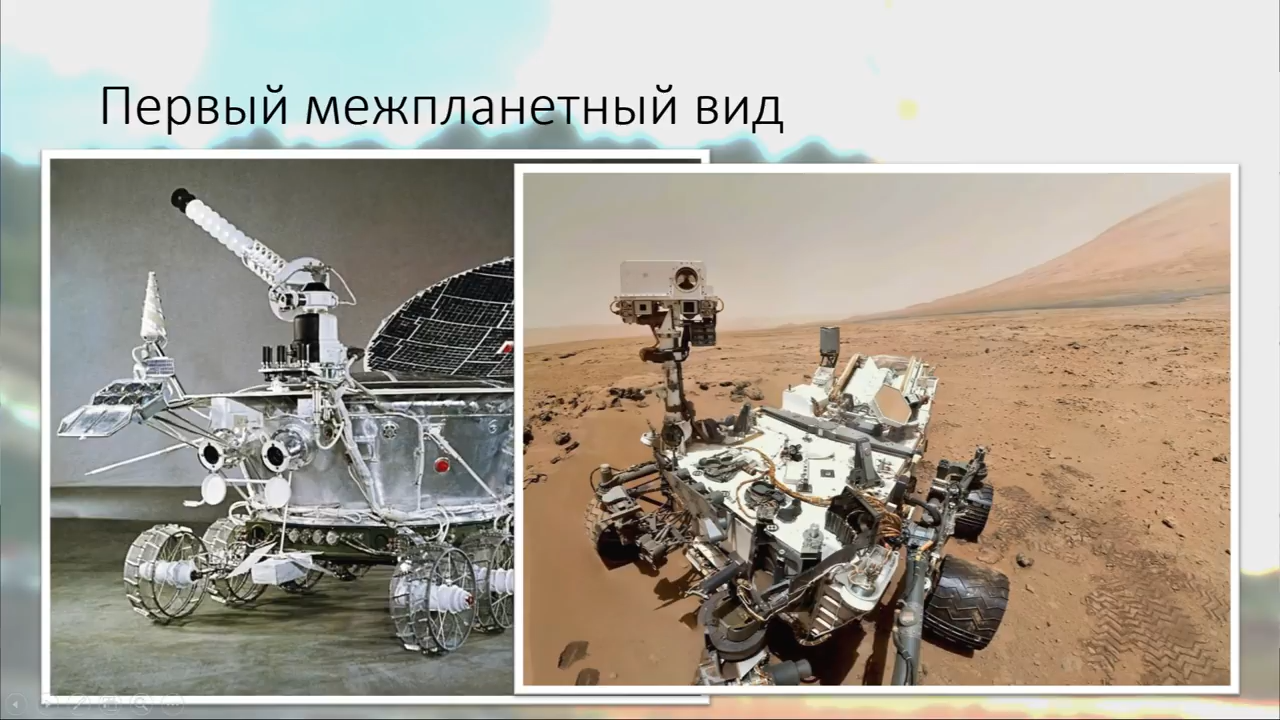 Первый межпланетный вид